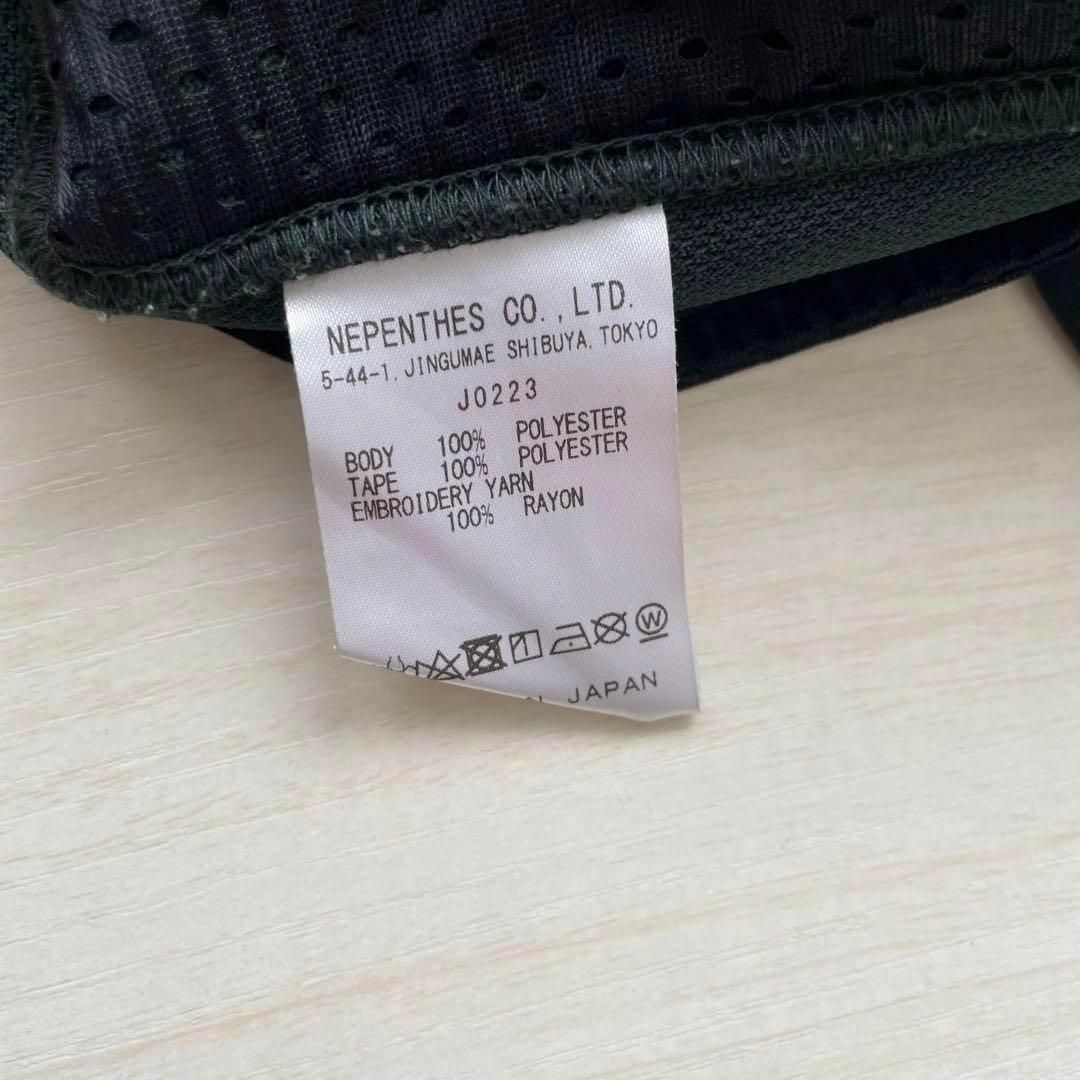 NEPENTHES CO.,LTD.
5-44-1, JINGUMAE SHIBUYA, TOKYO
J0223
BODY 100% POLYESTER
TAPE 100% POLYESTER
EMBROIDERY YARN
100% RAYON
W
JAPAN